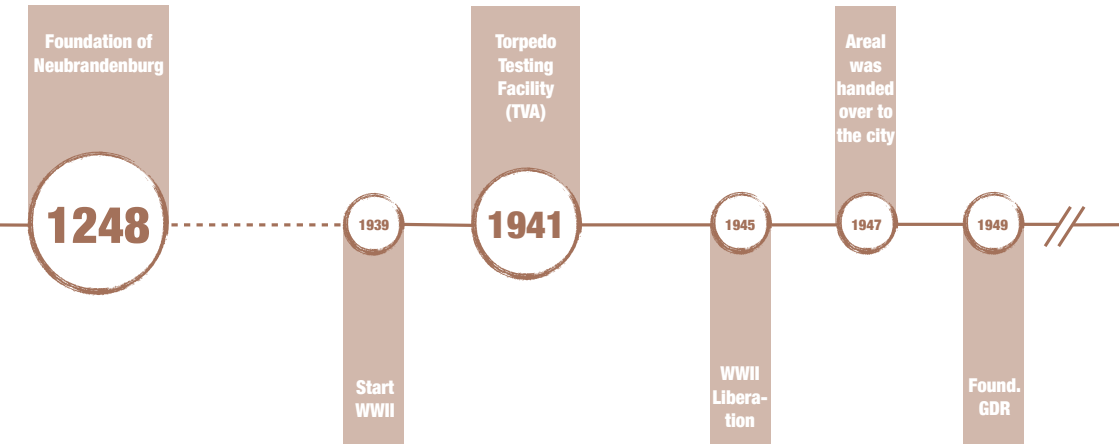 Foundation of
Neubrandenburg
1248
1939
Start
WWII
Torpedo
Testing
Facility
(TVA)
1941
1945
WWII
Libera-
tion
Areal
was
handed
over to
the city
1947
1949
Found.
GDR